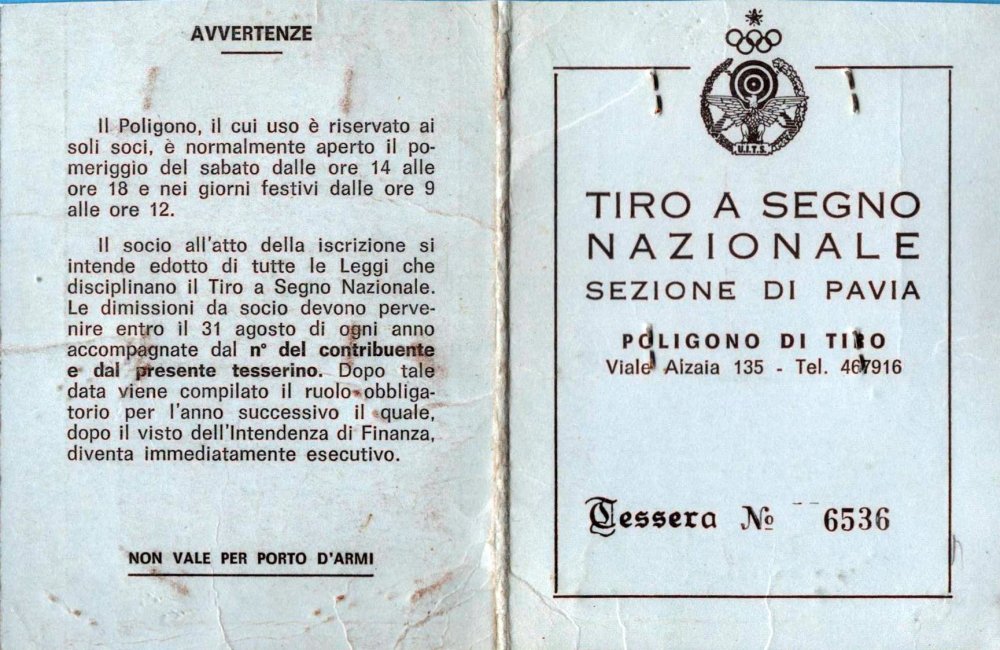 AVVERTENZE
Il Poligono, il cui uso è riservato ai
soli soci, è normalmente aperto il po-
meriggio del sabato dalle ore 14 alle
ore 18 e nei giorni festivi dalle ore 9
alle ore 12.
Il socio all'atto della iscrizione si
intende edotto di tutte le Leggi che
disciplinano il Tiro a Segno Nazionale.
Le dimissioni da socio devono perve-
nire entro il 31 agosto di ogni anno
accompagnate dal n° del contribuente
e dal presente tesserino. Dopo tale
data viene compilato il ruolo obbliga-
torio per l'anno successivo il quale,
dopo il visto dell'Intendenza di Finanza,
diventa immediatamente esecutivo.
NON VALE PER PORTO D'ARMI
U.I.T.S.
TIRO A SEGNO
NAZIONALE
SEZIONE DI PAVIA
POLIGONO DI TIRO
Viale Aizaia 135 - Tel. 467916
Tessera № 6536